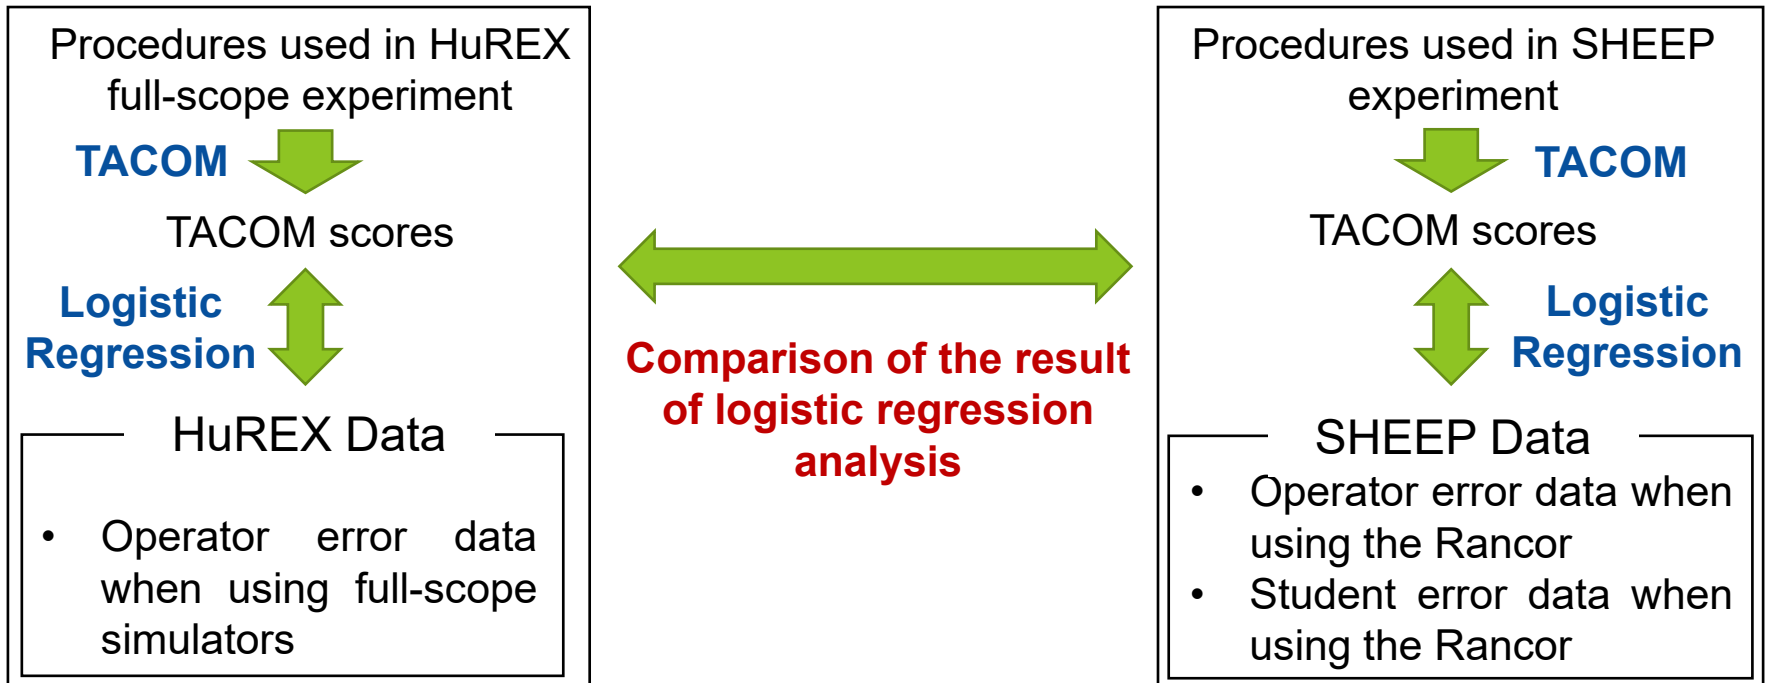 Procedures used in HuREX
full-scope experiment
TACOM
TACOM scores
Logistic
Regression
HuREX Data
• Operator error data
when using full-scope
simulators
Comparison of the result
of logistic regression
analysis
Procedures used in SHEEP
experiment
TACOM
TACOM scores
Logistic
Regression
SHEEP Data
• Operator error data when
using the Rancor
• Student error data when
using the Rancor